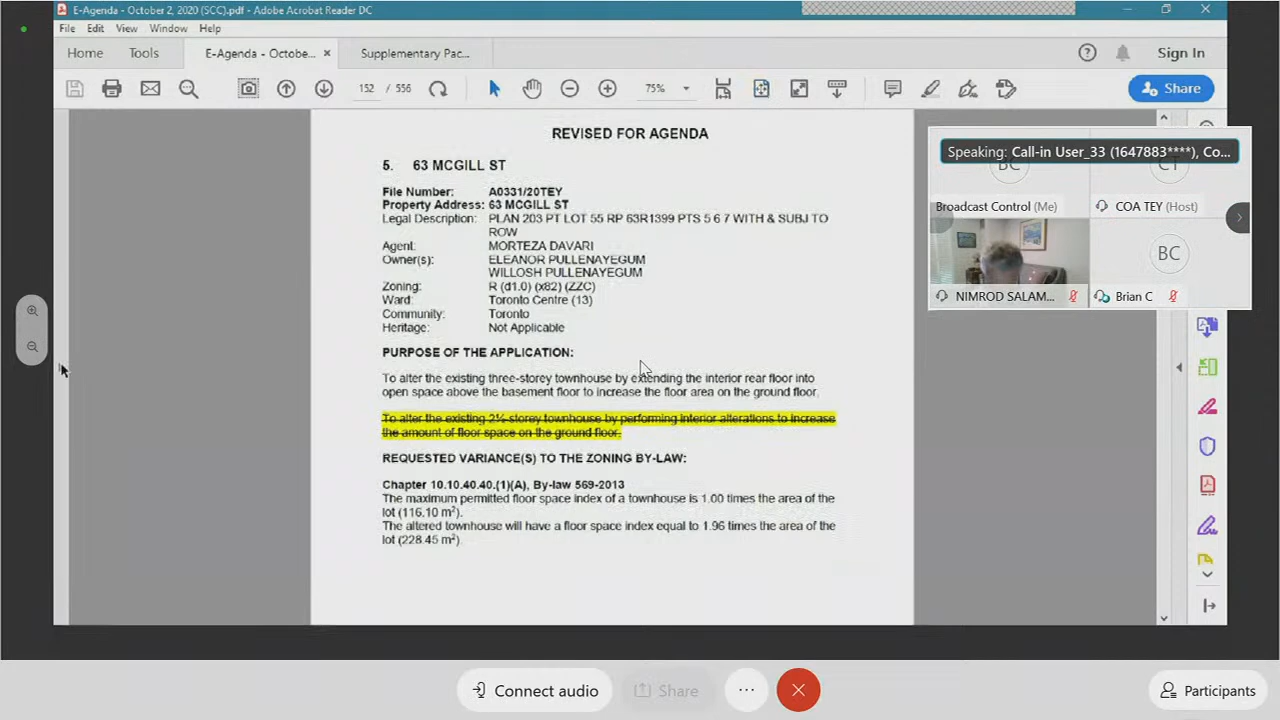 E-Agenda - October 2, 2020 (SCC).pdf - Adobe Acrobat Reader DC
File Edit View Window Help
Home Tools E-Agenda - Octobe... × Supplementary Pac... Sign In
152 / 556 75% Share
REVISED FOR AGENDA
5. 63 MCGILL ST
File Number: A0331/20TEY
Property Address: 63 MCGILL ST
Legal Description: PLAN 203 PT LOT 55 RP 63R1399 PTS 5 6 7 WITH & SUBJ TO
ROW
Agent: MORTEZA DAVARI
Owner(s): ELEANOR PULLENAYEGUM
WILLOSH PULLENAYEGUM
Zoning: R (d1.0) (x82) (ZZC)
Ward: Toronto Centre (13)
Community: Toronto
Heritage: Not Applicable
PURPOSE OF THE APPLICATION:
To alter the existing three-storey townhouse by extending the interior rear floor into
open space above the basement floor to increase the floor area on the ground floor.
To alter the existing 2½-storey townhouse by performing interior alterations to increase
the amount of floor space on the ground floor.
REQUESTED VARIANCE(S) TO THE ZONING BY-LAW:
Chapter 10.10.40.40.(1)(A), By-law 569-2013
The maximum permitted floor space index of a townhouse is 1.00 times the area of the
lot (116.10 m²).
The altered townhouse will have a floor space index equal to 1.96 times the area of the
lot (228.45 m²).
Speaking: Call-in User_33 (1647883****), Co...
BC CT
Broadcast Control (Me) COA TEY (Host)
BC
NIMROD SALAM... Brian C
Connect audio Share ... Participants